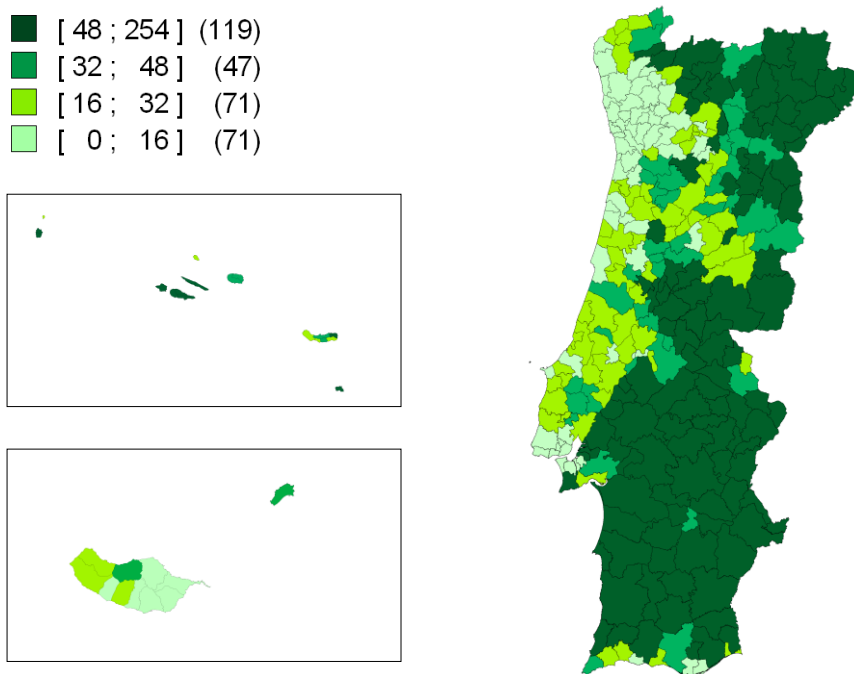 [ 48 ; 254 ] (119)
[ 32 ; 48 ] (47)
[ 16 ; 32 ] (71)
[ 0 ; 16 ] (71)